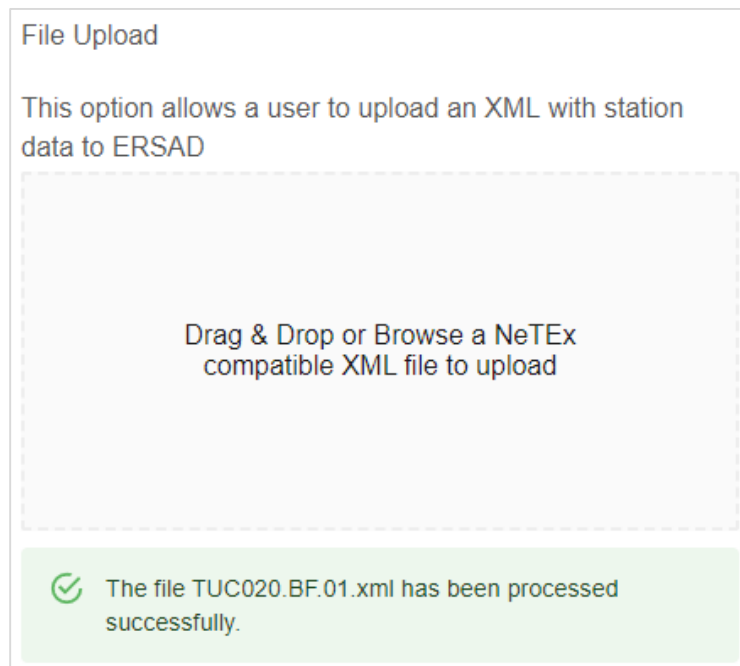 File Upload
This option allows a user to upload an XML with station
data to ERSAD
Drag & Drop or Browse a NeTEx
compatible XML file to upload
The file TUC020.BF.01.xml has been processed
successfully.